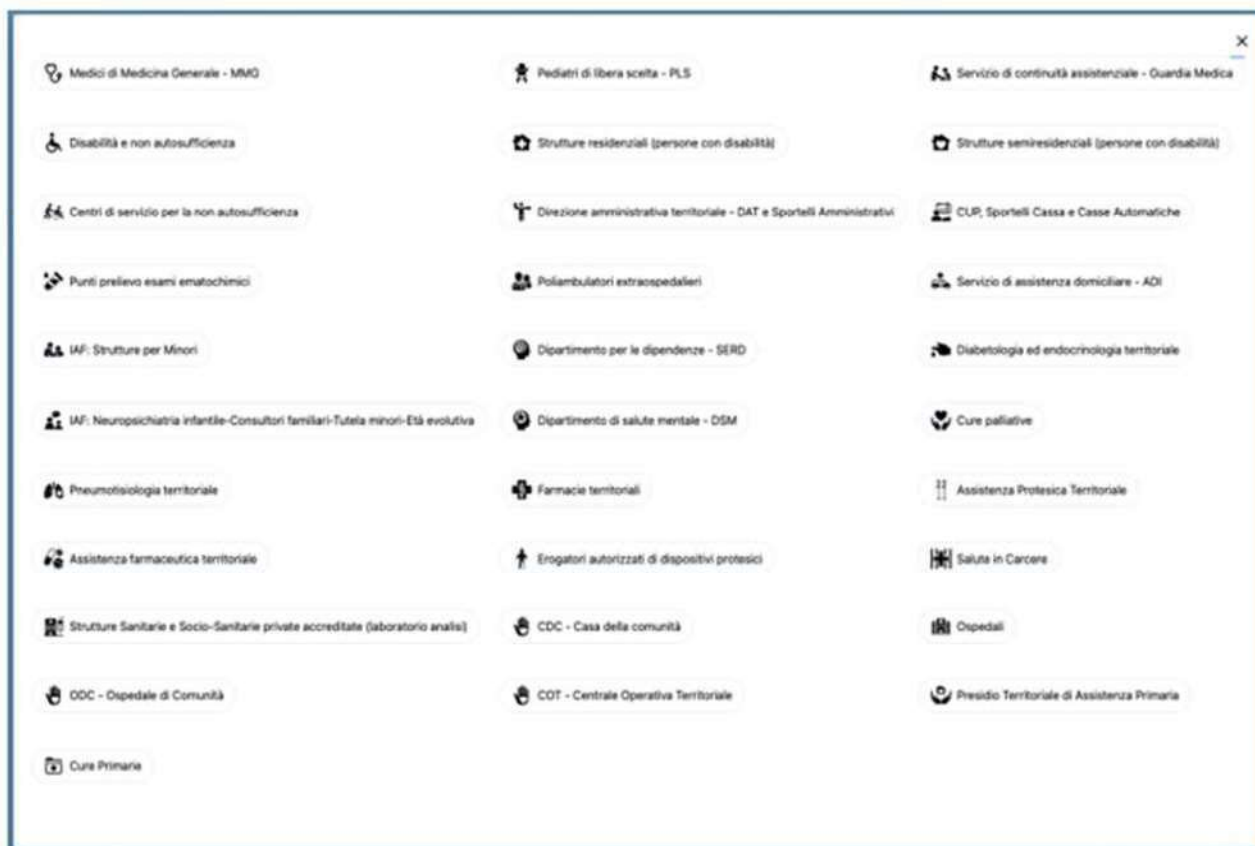 Medici di Medicina Generale - MMG
Pediatri di libera scelta - PLS
Servizio di continuità assistenziale - Guardia Medica
Disabilità e non autosufficienza
Strutture residenziali (persone con disabilità)
Strutture semiresidenziali (persone con disabilità)
Centri di servizio per la non autosufficienza
Direzione amministrativa territoriale - DAT e Sportelli Amministrativi
CUP, Sportelli Cassa e Casse Automatiche
Punti prelievo esami ematochimici
Poliambulatori extraospedalieri
Servizio di assistenza domiciliare - ADI
IAF: Strutture per Minori
Dipartimento per le dipendenze - SERD
Diabetologia ed endocrinologia territoriale
IAF: Neuropsichiatria infantile-Consultori familiari-Tutela minori-Età evolutiva
Dipartimento di salute mentale - DSM
Cure palliative
Pneumotisiologia territoriale
Farmacie territoriali
Assistenza Protesica Territoriale
Assistenza farmaceutica territoriale
Erogatori autorizzati di dispositivi protesici
Salute in Carcere
Strutture Sanitarie e Socio-Sanitarie private accreditate (laboratorio analisi)
CDC - Casa della comunità
Ospedali
ODC - Ospedale di Comunità
COT - Centrale Operativa Territoriale
Presidio Territoriale di Assistenza Primaria
Cure Primarie